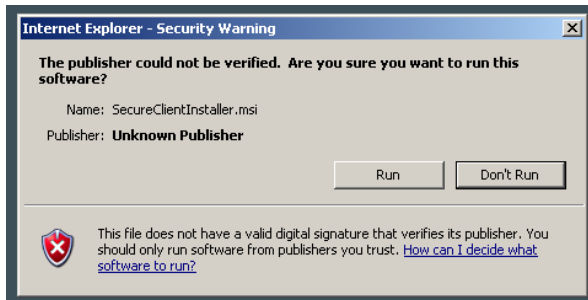 Internet Explorer - Security Warning
The publisher could not be verified.  Are you sure you want to run this
software?
Name: SecureClientInstaller.msi
Publisher: Unknown Publisher
Run Don't Run
This file does not have a valid digital signature that verifies its publisher. You
should only run software from publishers you trust. How can I decide what
software to run?